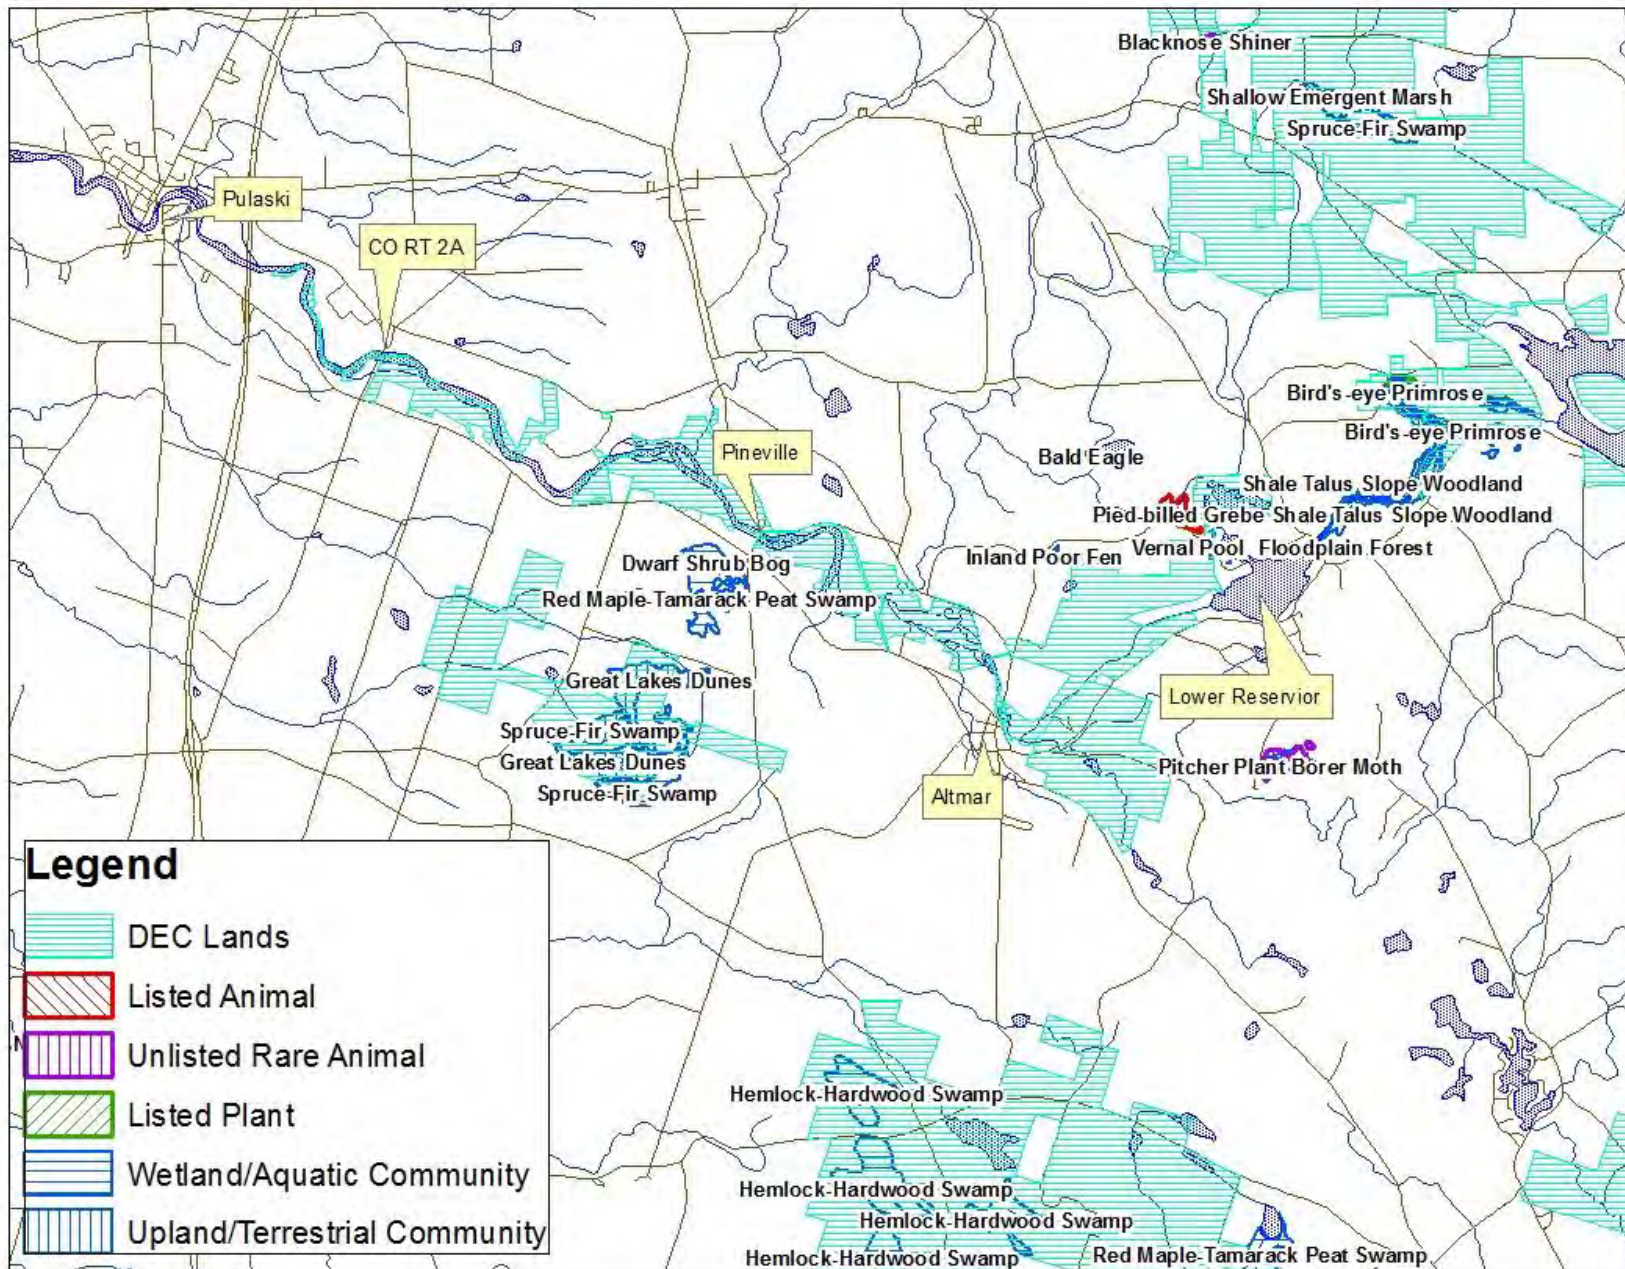 Blacknose Shiner
Shallow Emergent Marsh
Spruce-Fir Swamp
Pulaski
CO RT 2A
Bird's-eye Primrose
Bird's-eye Primrose
Pineville
Bald Eagle
Shale Talus Slope Woodland
Pied-billed Grebe Shale Talus Slope Woodland
Vernal Pool Floodplain Forest
Inland Poor Fen
Dwarf Shrub Bog
Red Maple-Tamarack Peat Swamp
Great Lakes Dunes
Lower Reservior
Spruce-Fir Swamp
Great Lakes Dunes
Pitcher Plant Borer Moth
Spruce-Fir Swamp
Altmar
Legend
DEC Lands
Listed Animal
Unlisted Rare Animal
Listed Plant
Wetland/Aquatic Community
Upland/Terrestrial Community
N
Hemlock-Hardwood Swamp
Hemlock-Hardwood Swamp
Hemlock-Hardwood Swamp
Hemlock-Hardwood Swamp
Red Maple-Tamarack Peat Swamp